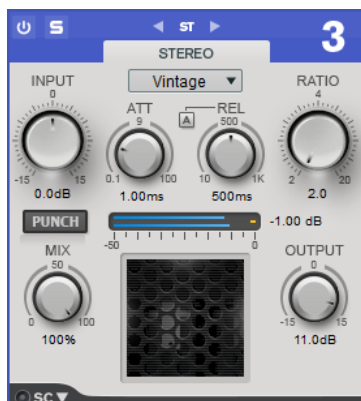 S ST 3
STEREO
INPUT Vintage RATIO
0 ATT REL 4
9 A 500
-15 15 0.1 100 10 1K 2 20
0.0dB 1.00ms 500ms 2.0
PUNCH -1.00 dB
-50 0
MIX OUTPUT
50 0
0 100 -15 15
100% 11.0dB
SC